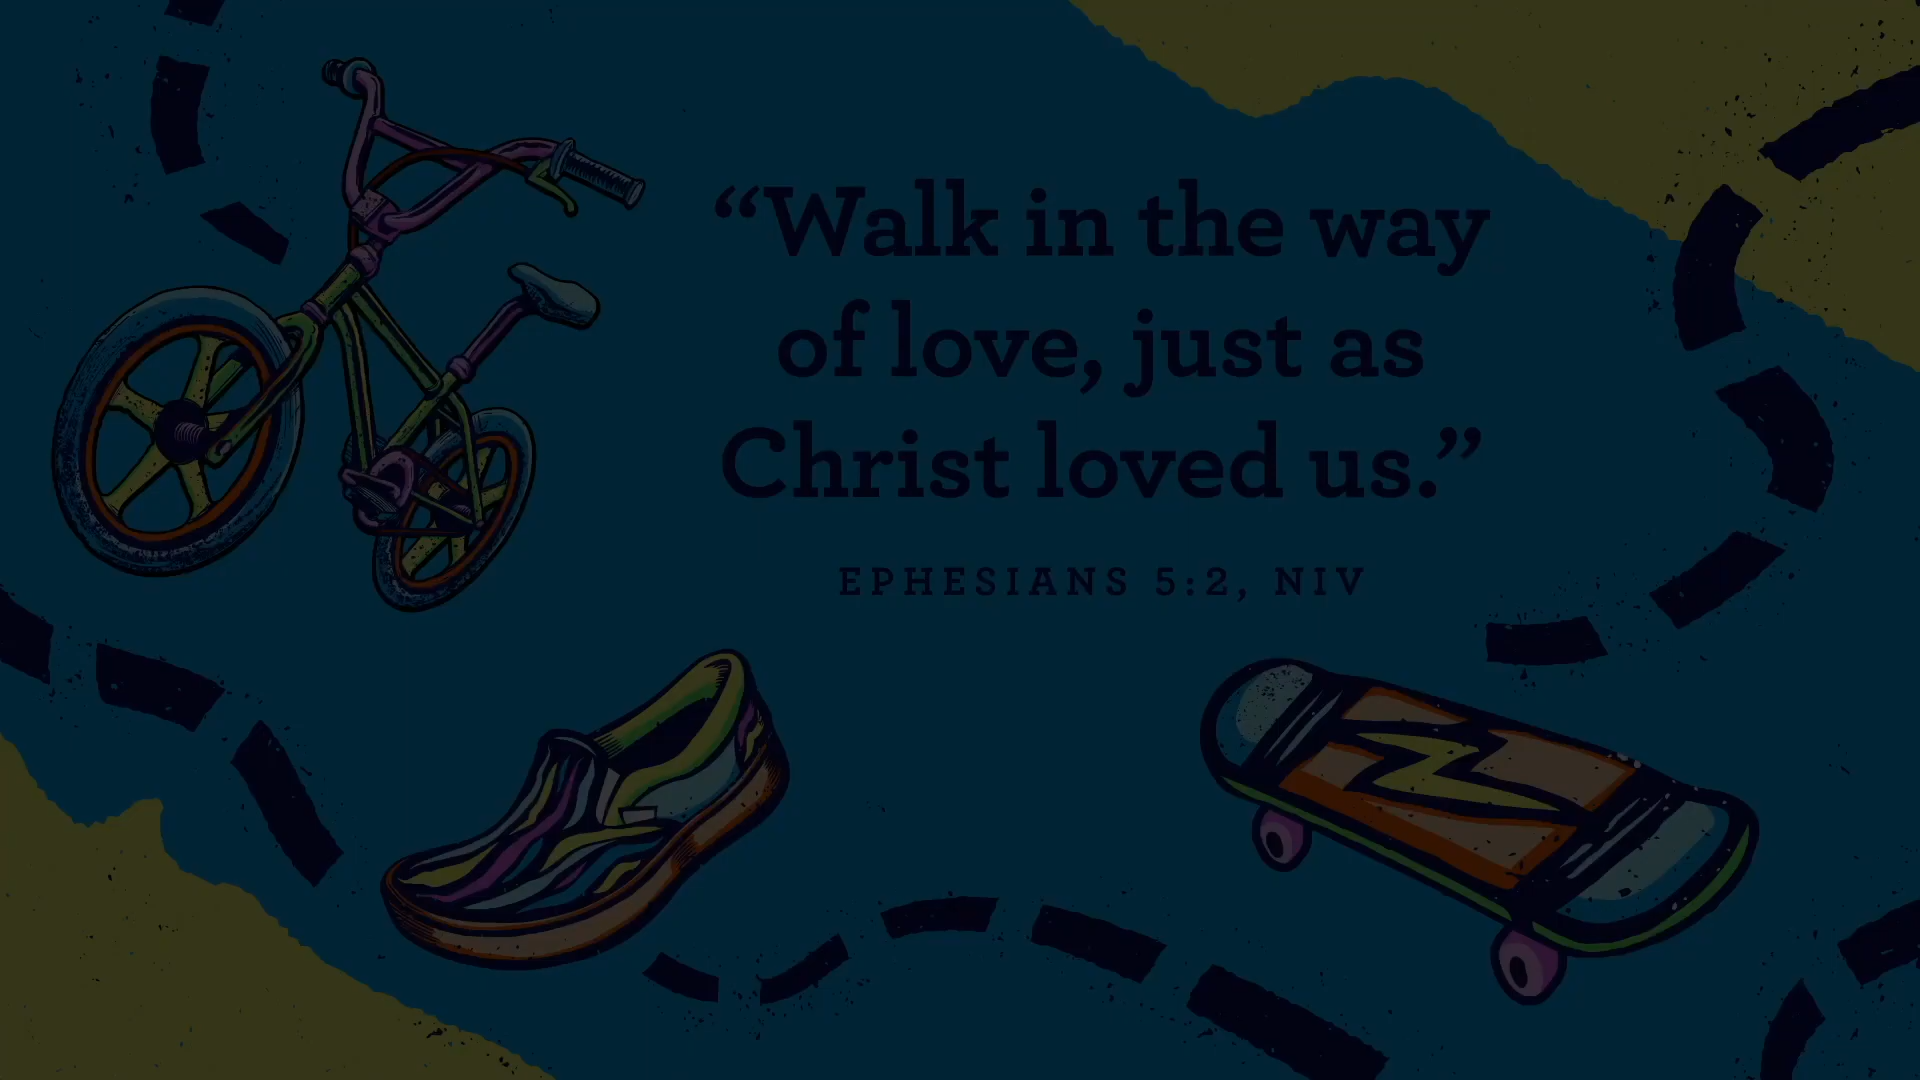 “Walk in the way
of love, just as
Christ loved us.”
EPHESIANS 5:2, NIV